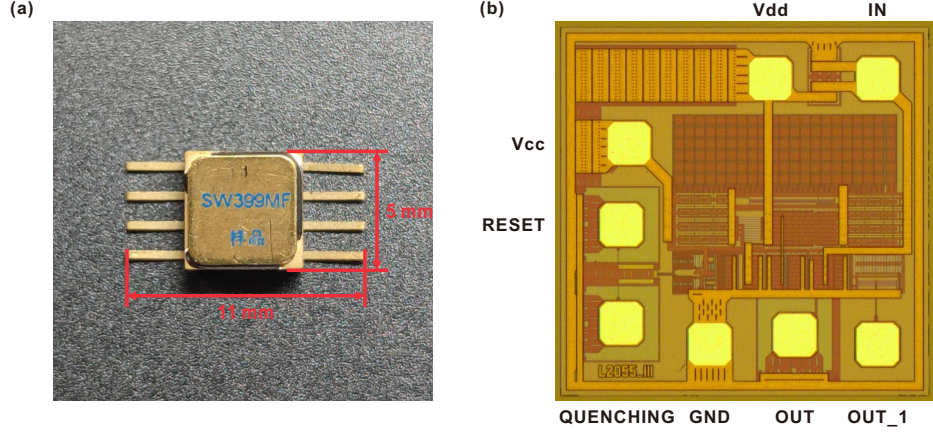 (a)
SW399MF
样品
5 mm
11 mm
(b)
Vdd
IN
Vcc
RESET
L2055_III
QUENCHING
GND
OUT
OUT_1